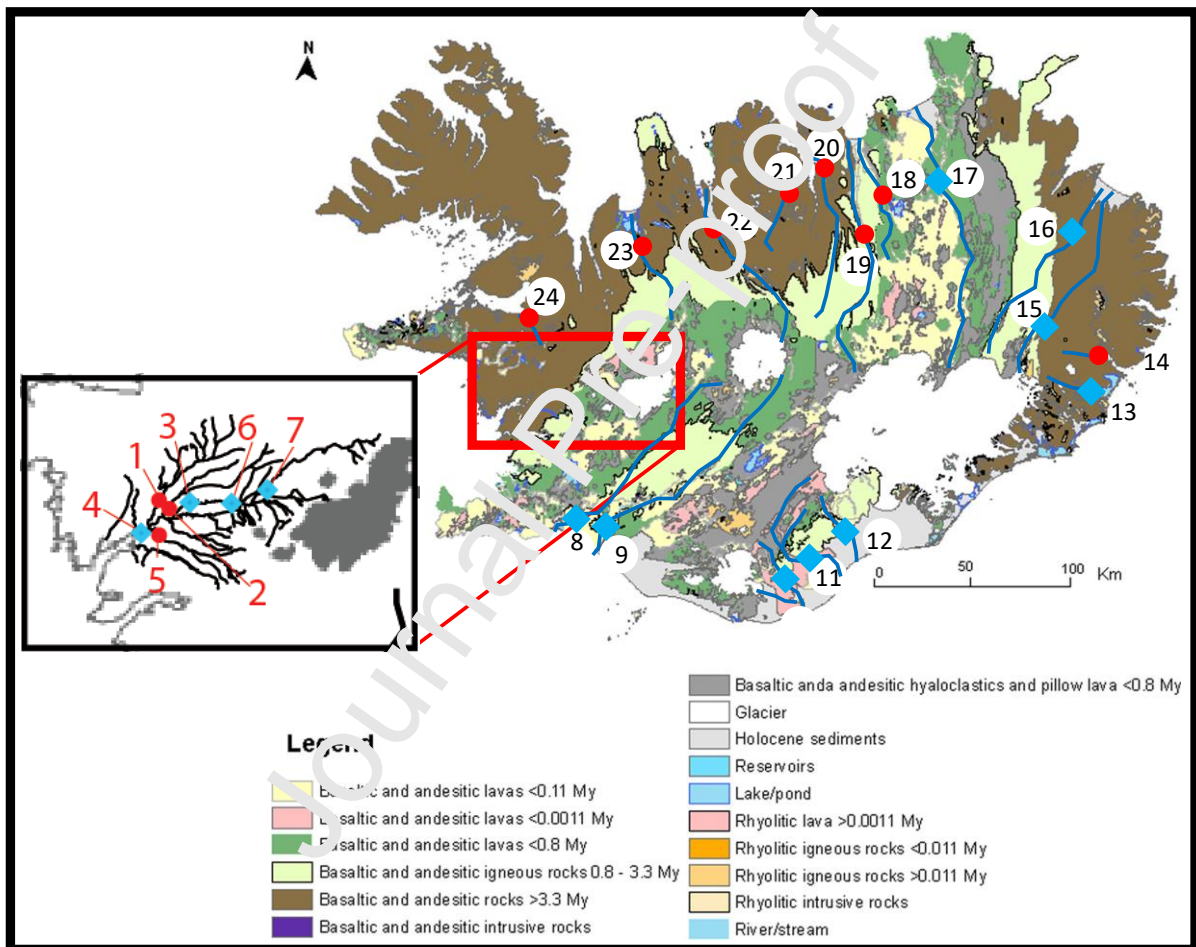 N
20
21
18
17
16
22
23
19
24
15
14
13
3
6
7
1
4
5
2
8
9
12
11
0
50
100
Km
Journal Pre-proof
Legend
Basaltic and andesitic lavas <0.11 My
Basaltic and andesitic lavas <0.0011 My
Basaltic and andesitic lavas <0.8 My
Basaltic and andesitic igneous rocks 0.8 - 3.3 My
Basaltic and andesitic rocks >3.3 My
Basaltic and andesitic intrusive rocks
Basaltic anda andesitic hyaloclastics and pillow lava <0.8 My
Glacier
Holocene sediments
Reservoirs
Lake/pond
Rhyolitic lava >0.0011 My
Rhyolitic igneous rocks <0.011 My
Rhyolitic igneous rocks >0.011 My
Rhyolitic intrusive rocks
River/stream